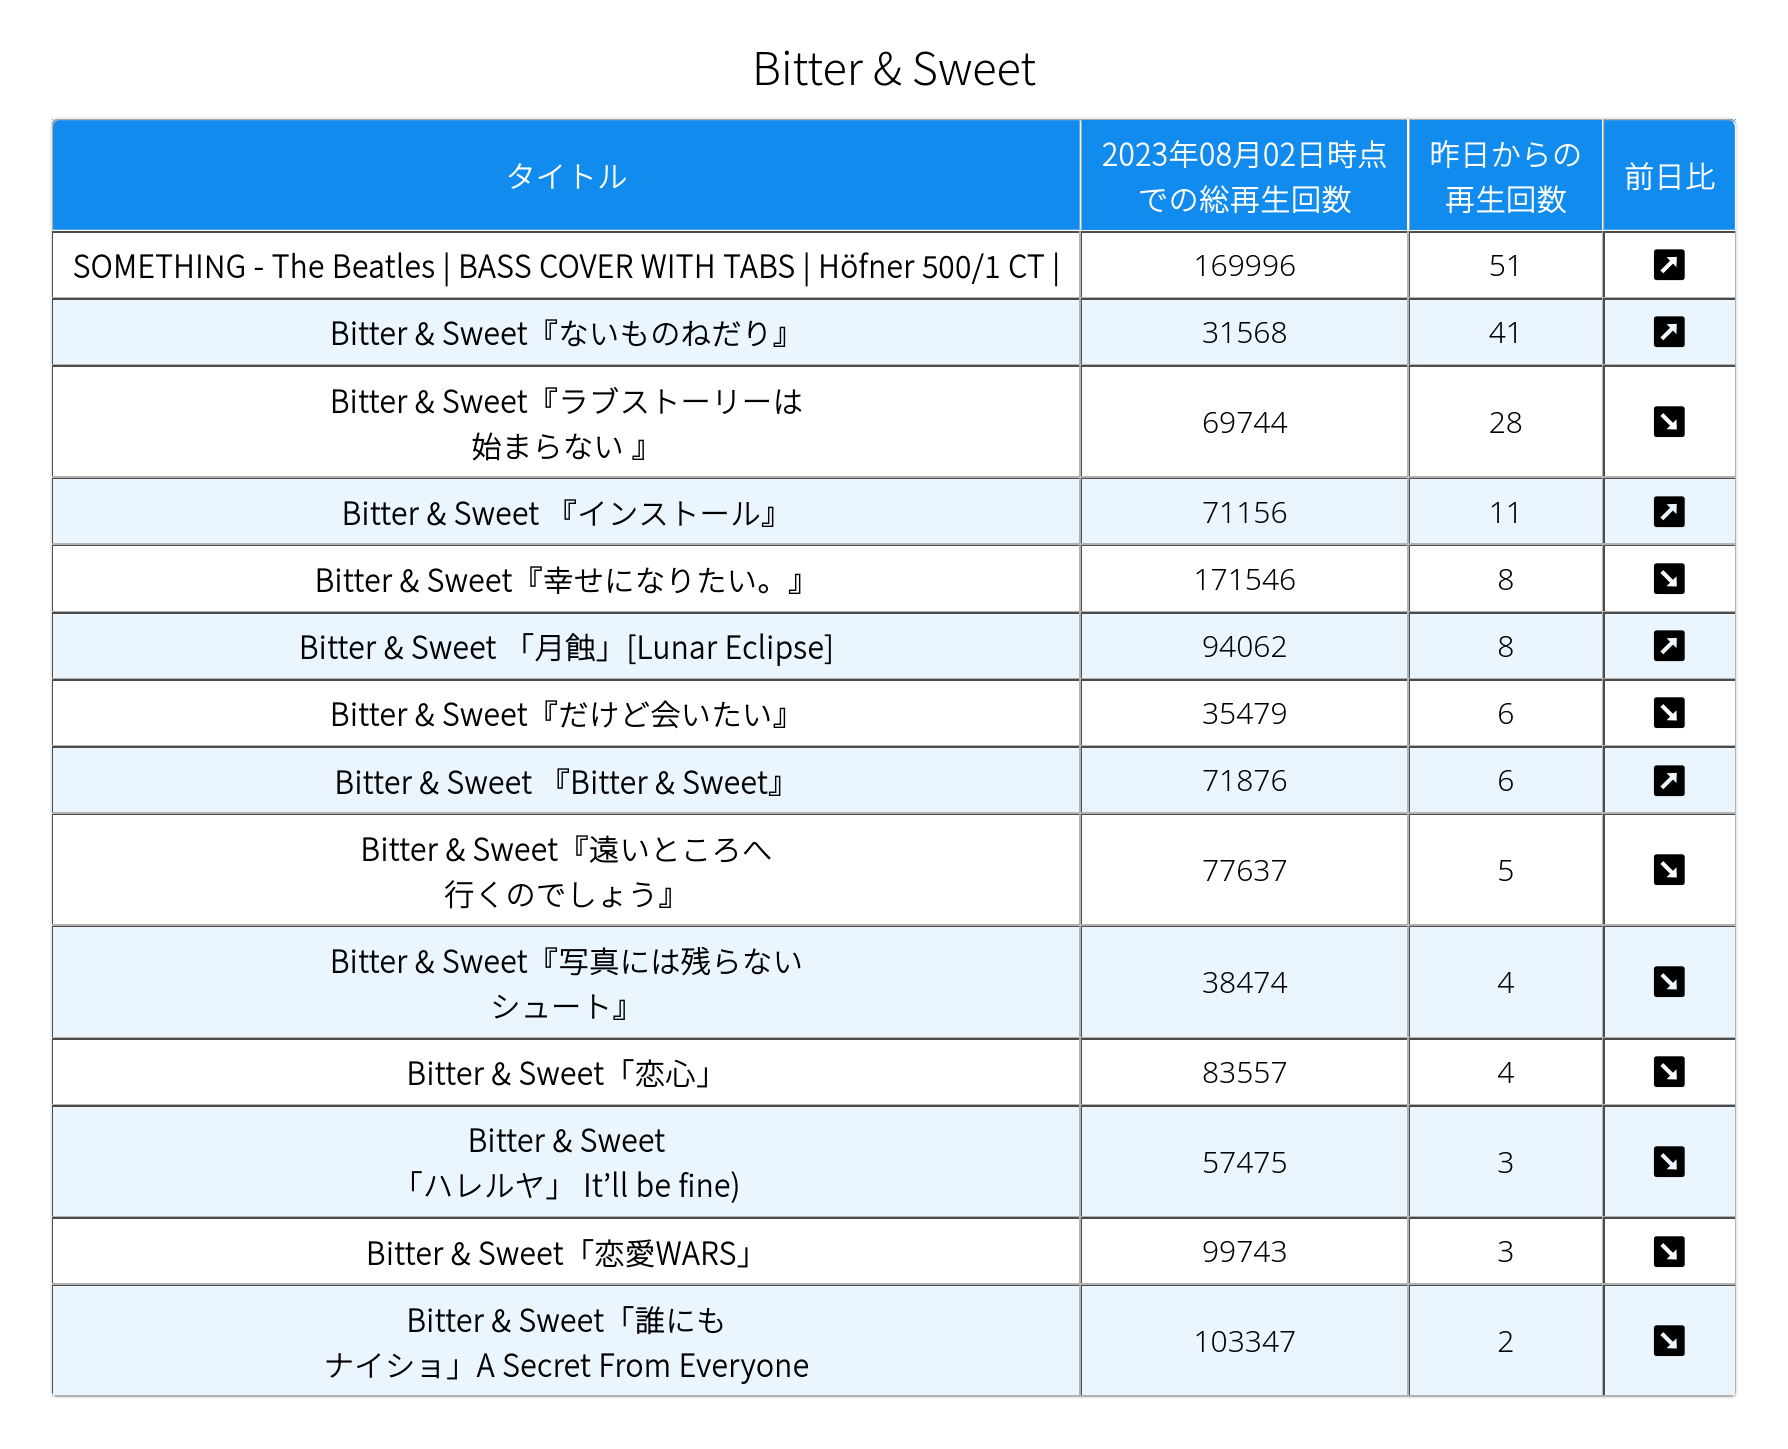 Bitter & Sweet
タイトル
2023年08月02日時点
での総再生回数
昨日からの
再生回数
前日比
SOMETHING - The Beatles | BASS COVER WITH TABS | Höfner 500/1 CT |
169996
51
Bitter & Sweet『ないものねだり』
31568
41
Bitter & Sweet『ラブストーリーは
始まらない 』
69744
28
Bitter & Sweet 『インストール』
71156
11
Bitter & Sweet『幸せになりたい。』
171546
8
Bitter & Sweet 「月蝕」[Lunar Eclipse]
94062
8
Bitter & Sweet『だけど会いたい』
35479
6
Bitter & Sweet 『Bitter & Sweet』
71876
6
Bitter & Sweet『遠いところへ
行くのでしょう』
77637
5
Bitter & Sweet『写真には残らない
シュート』
38474
4
Bitter & Sweet「恋心」
83557
4
Bitter & Sweet
「ハレルヤ」 It’ll be fine)
57475
3
Bitter & Sweet「恋愛WARS」
99743
3
Bitter & Sweet「誰にも
ナイショ」A Secret From Everyone
103347
2